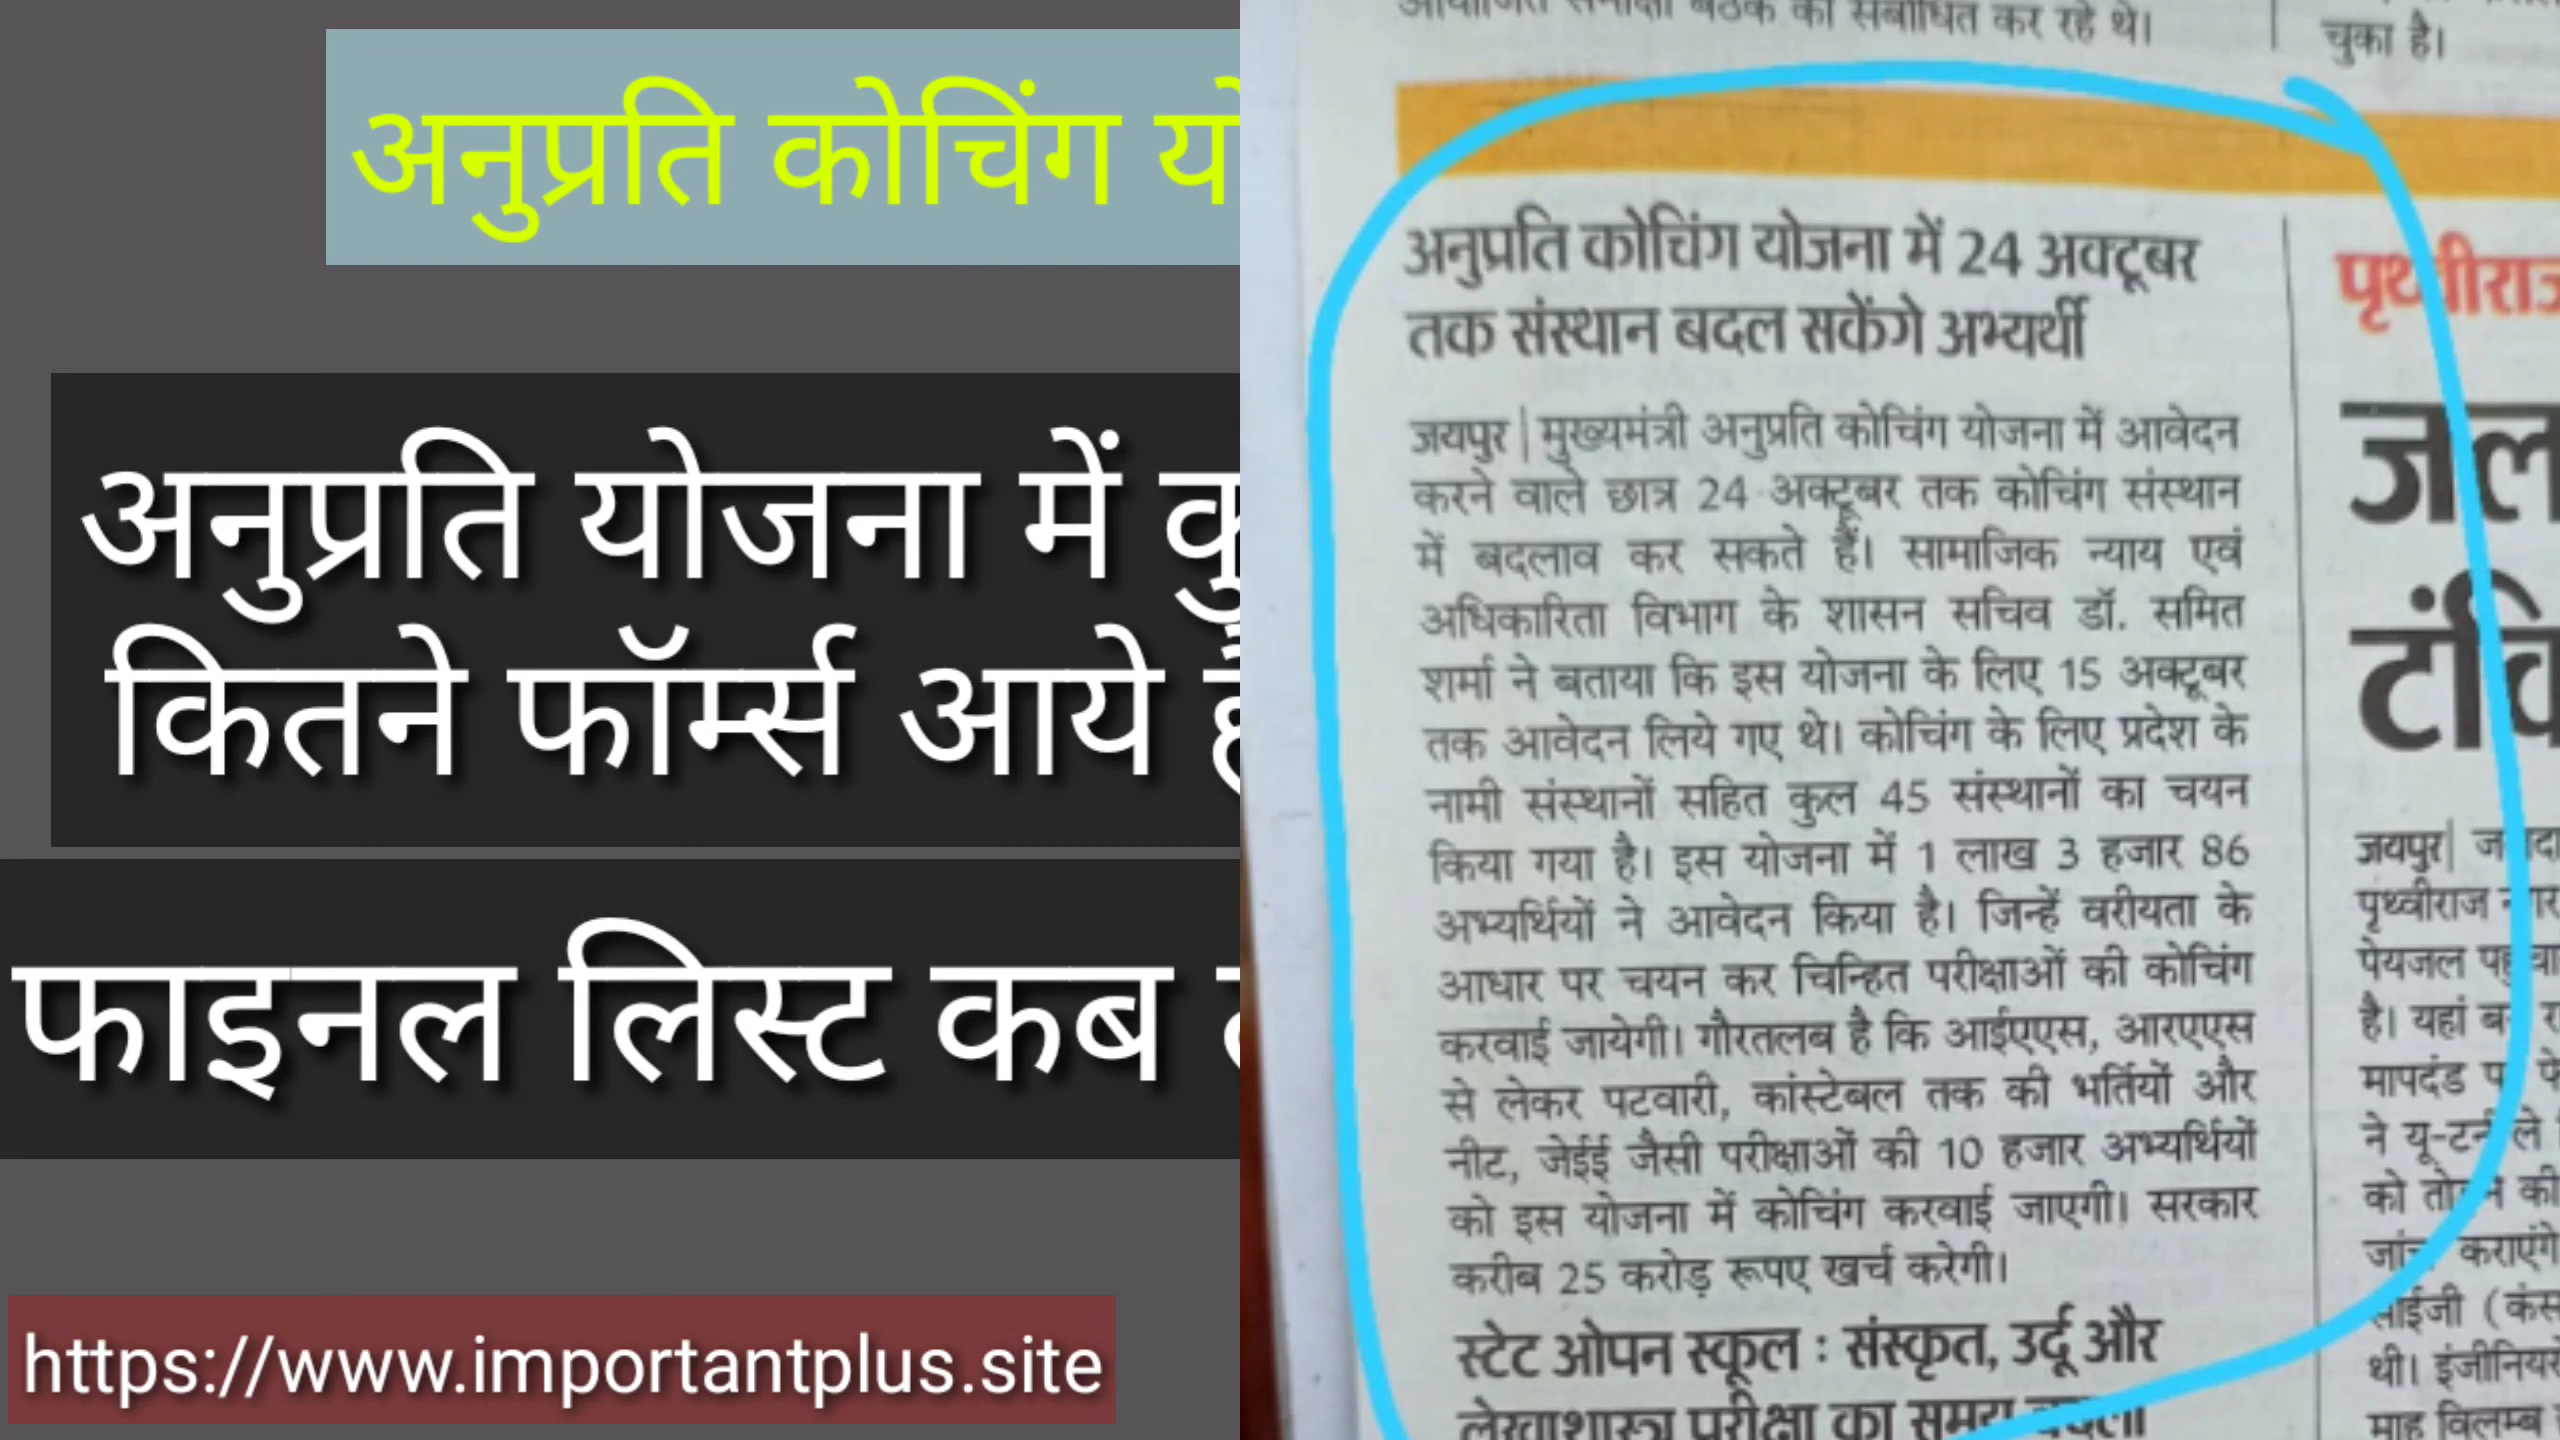 अनुप्रति कोचिंग
अनुप्रति योजना में
कितने फॉर्म्स आये
फाइनल लिस्ट कब
https://www.importantplus.site
चुका है।
अनुप्रति कोचिंग योजना में 24 अक्टूबर
तक संस्थान बदल सकेंगे अभ्यर्थी
जयपुर | मुख्यमंत्री अनुप्रति कोचिंग योजना में आवेदन
करने वाले छात्र 24 अक्टूबर तक कोचिंग संस्थान
में बदलाव कर सकते हैं। सामाजिक न्याय एवं
अधिकारिता विभाग के शासन सचिव डॉ. समित
शर्मा ने बताया कि इस योजना के लिए 15 अक्टूबर
तक आवेदन लिये गए थे। कोचिंग के लिए प्रदेश के
नामी संस्थानों सहित कुल 45 संस्थानों का चयन
किया गया है। इस योजना में 1 लाख 3 हजार 86
अभ्यर्थियों ने आवेदन किया है। जिन्हें वरीयता के
आधार पर चयन कर चिन्हित परीक्षाओं की कोचिंग
करवाई जायेगी। गौरतलब है कि आईएएस, आरएएस
से लेकर पटवारी, कांस्टेबल तक की भर्तियों और
नीट, जेईई जैसी परीक्षाओं की 10 हजार अभ्यर्थियों
को इस योजना में कोचिंग करवाई जाएगी। सरकार
करीब 25 करोड़ रूपए खर्च करेगी।
स्टेट ओपन स्कूल : संस्कृत, उर्दू और
लेखाशास्त्र परीक्षा का समय
जल
जयपुर|
पृथ्वीराज
पेयजल
है। यहां
मापदंड
ने यू-टर्न ले
को की
कराएंगे
थी।
माह विलम्ब